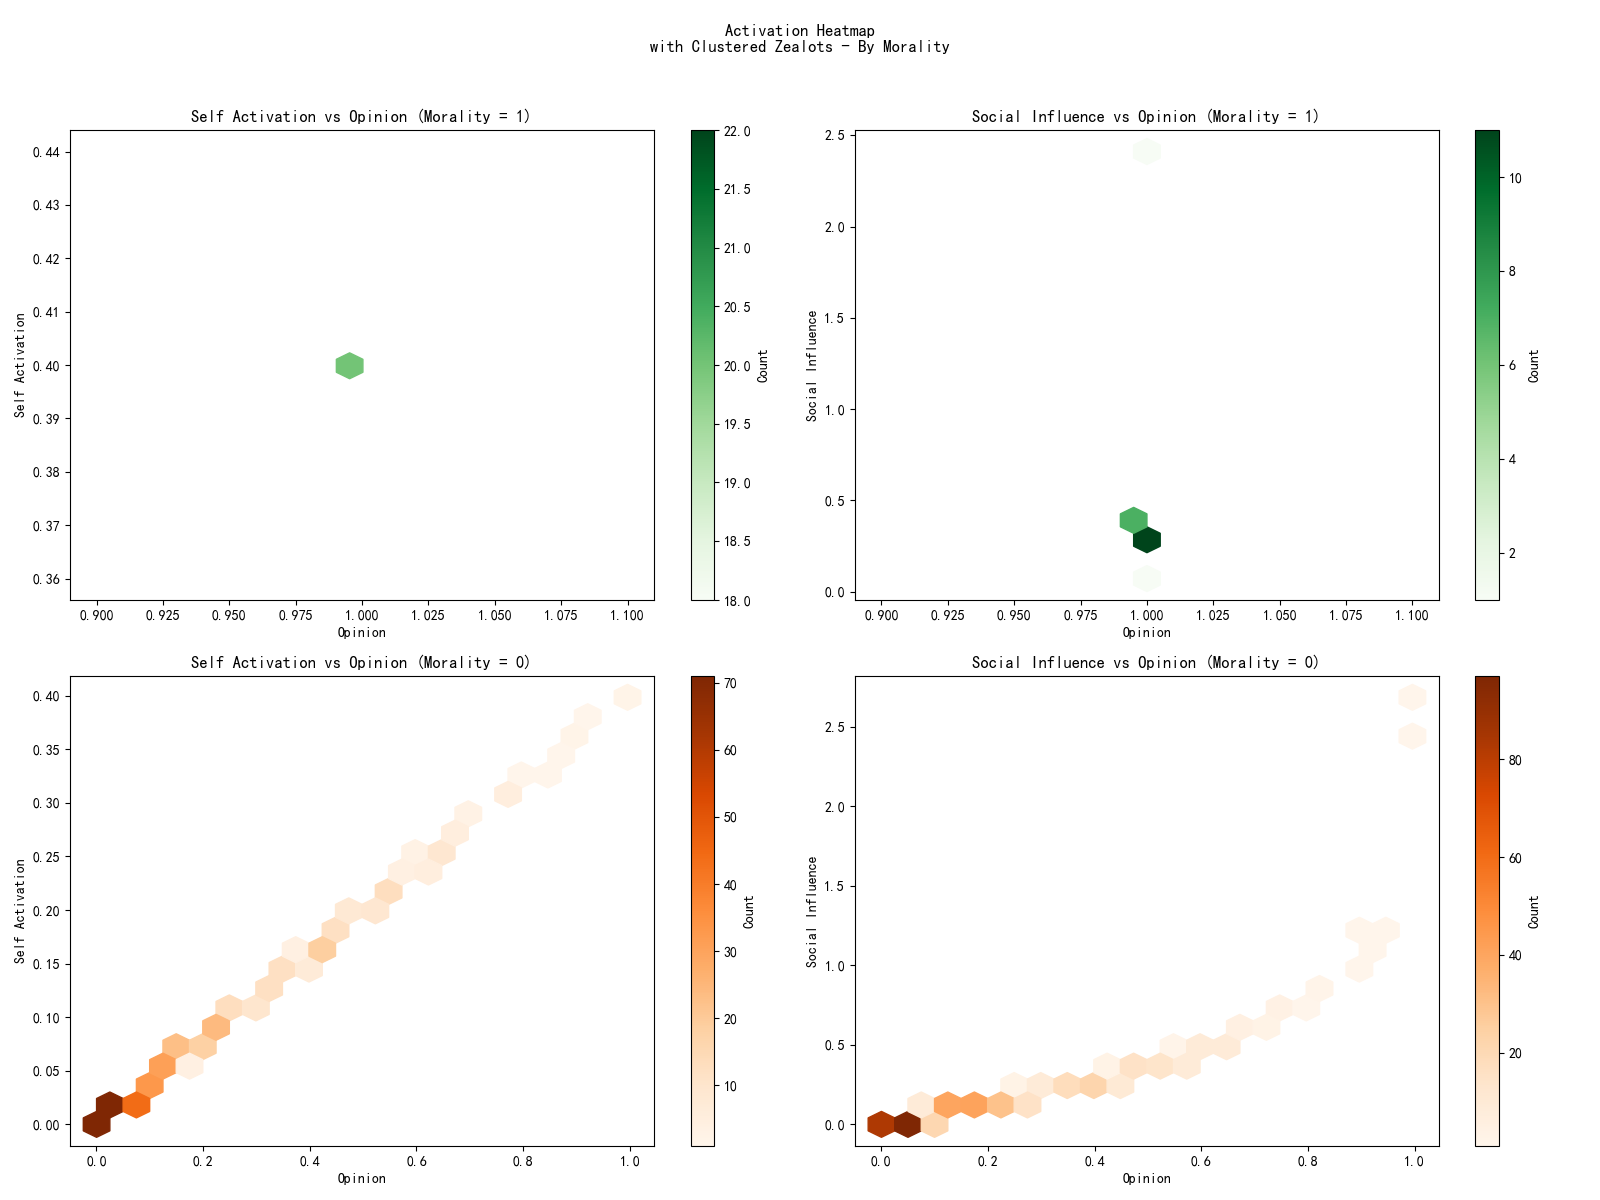 Activation Heatmap
with Clustered Zealots - By Morality
Self Activation vs Opinion (Morality = 1)
Self Activation
0.44
0.43
0.42
0.41
0.40
0.39
0.38
0.37
0.36
0.900 0.925 0.950 0.975 1.000 1.025 1.050 1.075 1.100
Opinion
22.0
21.5
21.0
20.5
20.0
19.5
19.0
18.5
18.0
Count
Social Influence vs Opinion (Morality = 1)
Social Influence
2.5
2.0
1.5
1.0
0.5
0.0
0.900 0.925 0.950 0.975 1.000 1.025 1.050 1.075 1.100
Opinion
10
8
6
4
2
Count
Self Activation vs Opinion (Morality = 0)
Self Activation
0.40
0.35
0.30
0.25
0.20
0.15
0.10
0.05
0.00
0.0 0.2 0.4 0.6 0.8 1.0
Opinion
70
60
50
40
30
20
10
Count
Social Influence vs Opinion (Morality = 0)
Social Influence
2.5
2.0
1.5
1.0
0.5
0.0
0.0 0.2 0.4 0.6 0.8 1.0
Opinion
80
60
40
20
Count